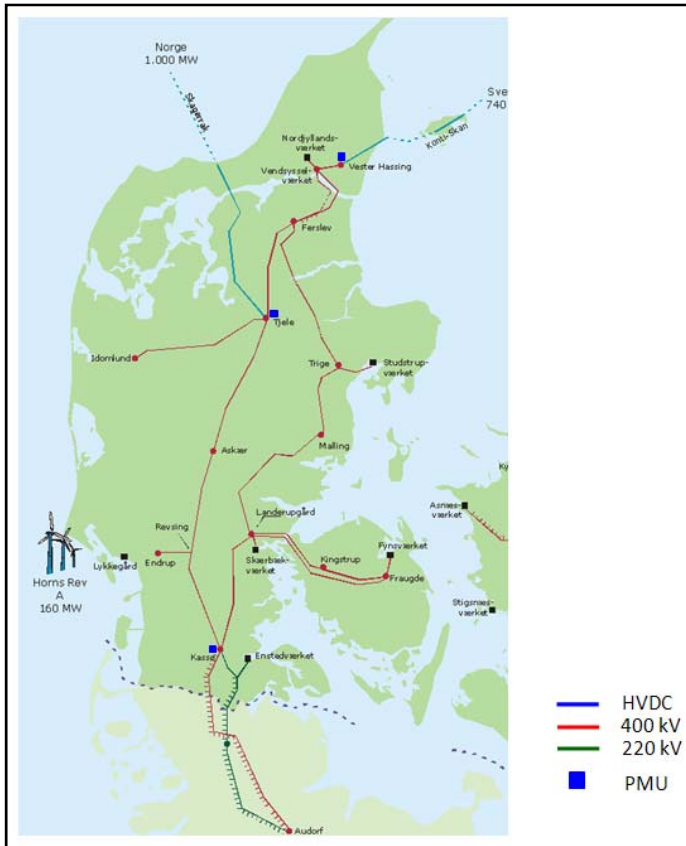 Norge
1.000 MW
Skagerrak
Sve
740
Konti-Skan
Nordjyllands-
værket
Vester Hassing
Vendsyssel-
værket
Ferslev
Tjele
Idomlund
Trige
Studstrup-
værket
Askær
Malling
Ky
Asnæs-
værket
Landerupgård
Revsing
Lykkegård
Endrup
Skærbæk-
værket
Kingstrup
Fynsværket
Fraugde
Horns Rev
A
160 MW
Stigsnæs-
værket
Kassø
Enstedværket
HVDC
400 kV
220 kV
PMU
Audorf